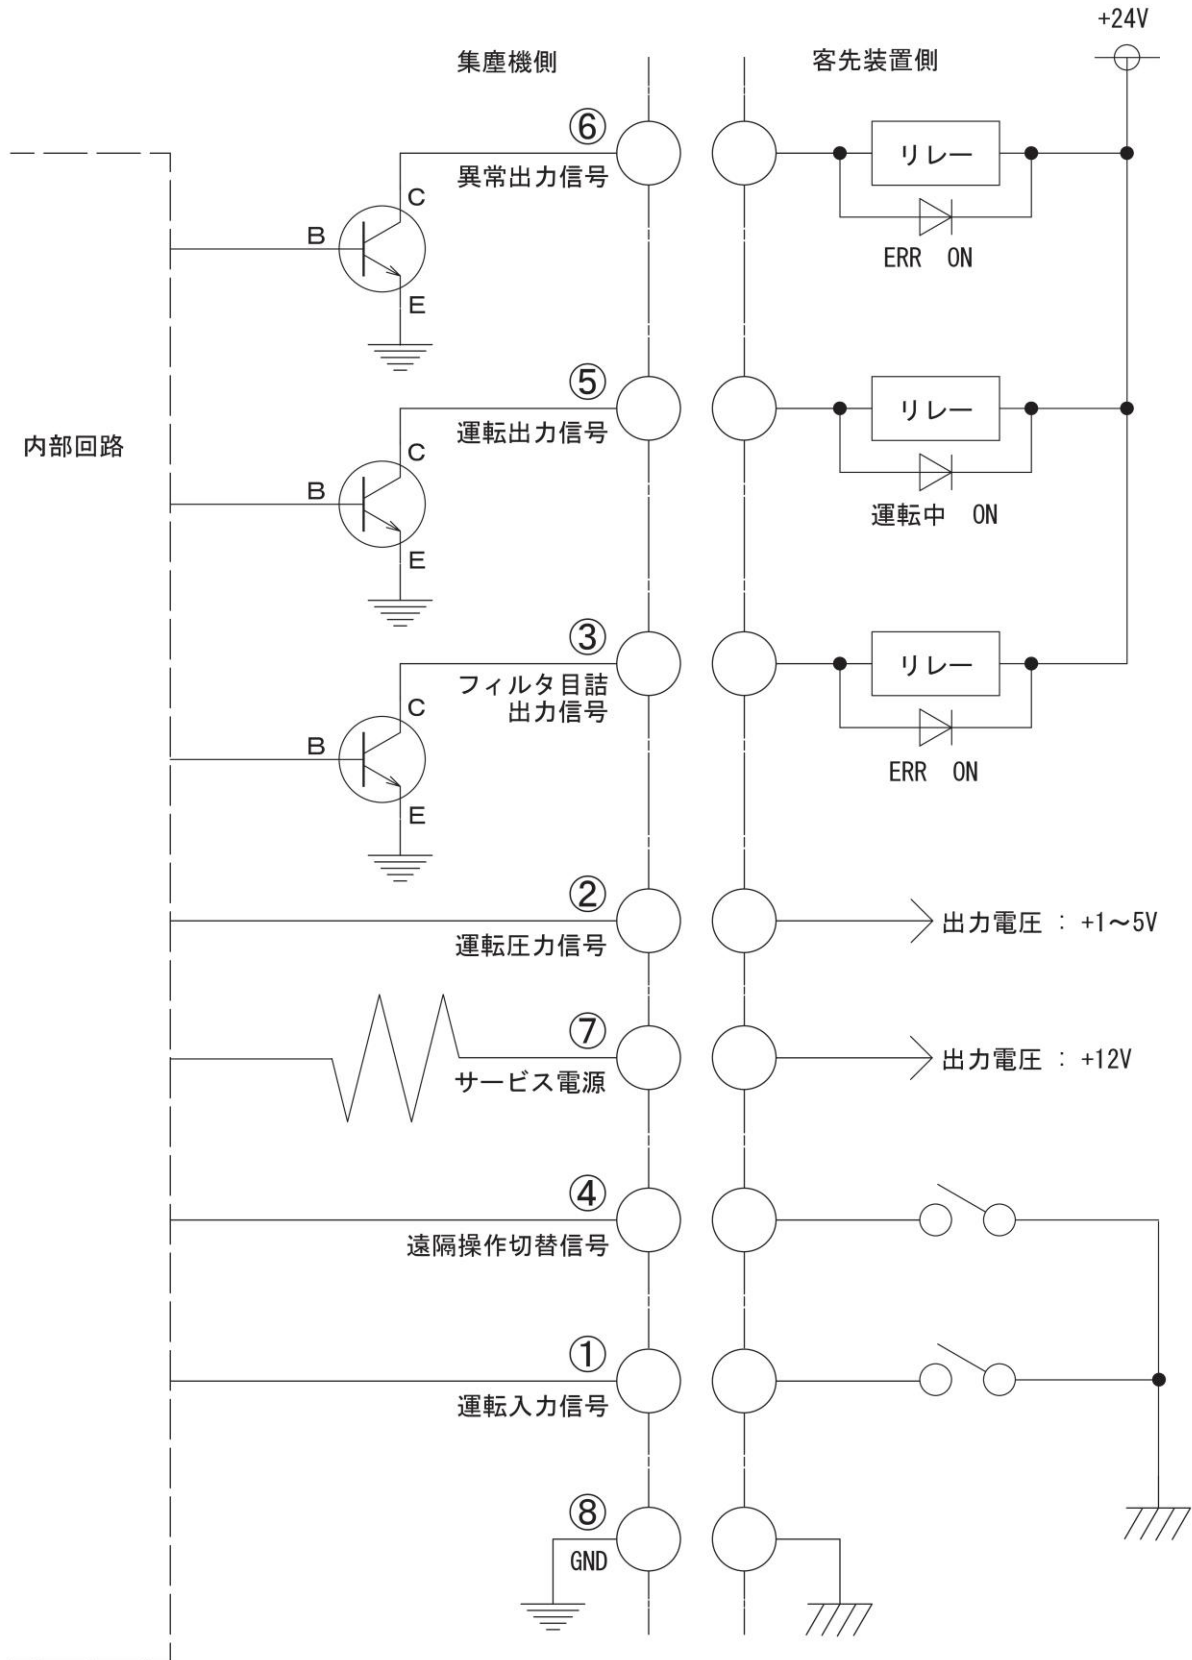 +24V
集塵機側
客先装置側
⑥
異常出力信号
リレー
C
B
E
ERR ON
⑤
運転出力信号
リレー
内部回路
C
B
E
運転中 ON
③
フィルタ目詰
出力信号
リレー
C
B
E
ERR ON
②
運転圧力信号
出力電圧 : +1~5V
⑦
サービス電源
出力電圧 : +12V
④
遠隔操作切替信号
①
運転入力信号
⑧
GND